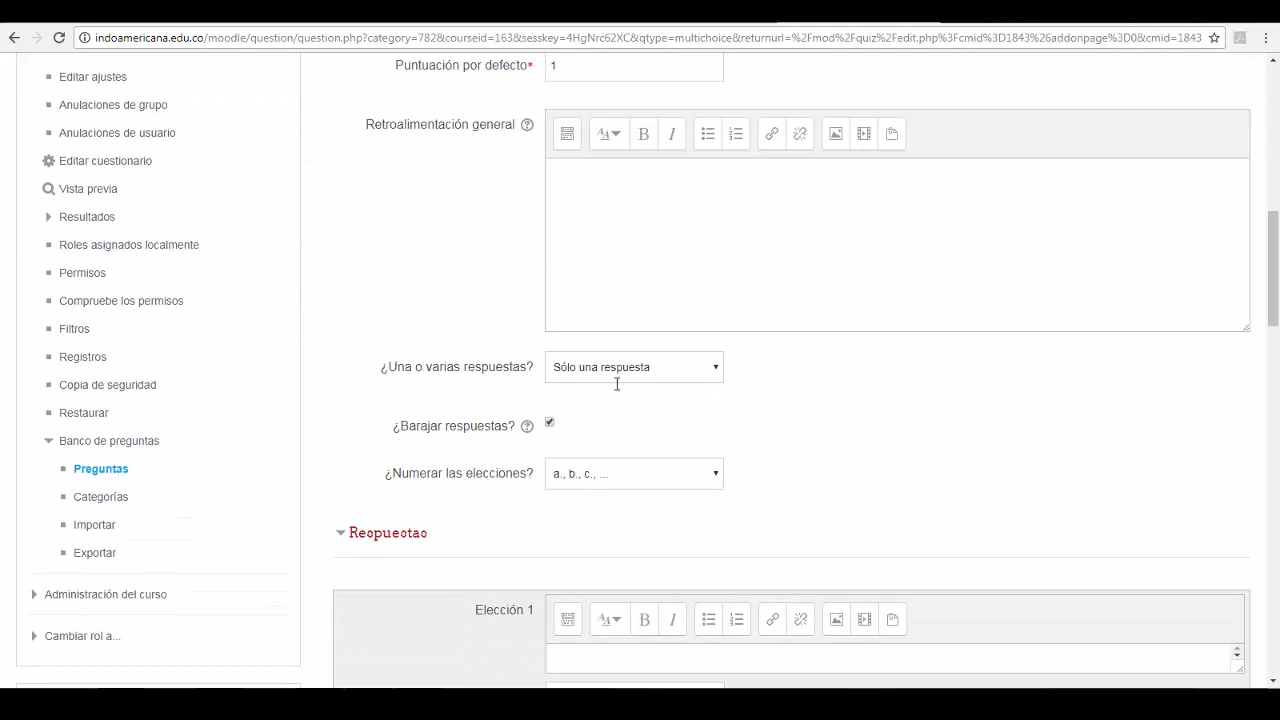 indoamericana.edu.co/moodle/question/question.php?category=782&courseid=163&sesskey=4HgNrc62XC&qtype=multichoice&returnurl=%2Fmod%2Fquiz%2Fedit.php%3Fcmid%3D1843%26addonpage%3D0&cmid=1843
Editar ajustes
Anulaciones de grupo
Anulaciones de usuario
Editar cuestionario
Vista previa
Resultados
Roles asignados localmente
Permisos
Compruebe los permisos
Filtros
Registros
Copia de seguridad
Restaurar
Banco de preguntas
Preguntas
Categorías
Importar
Exportar
Administración del curso
Cambiar rol a...
Puntuación por defecto* 1
Retroalimentación general
¿Una o varias respuestas? Sólo una respuesta
¿Barajar respuestas?
¿Numerar las elecciones? a., b., c., ...
Respuestas
Elección 1